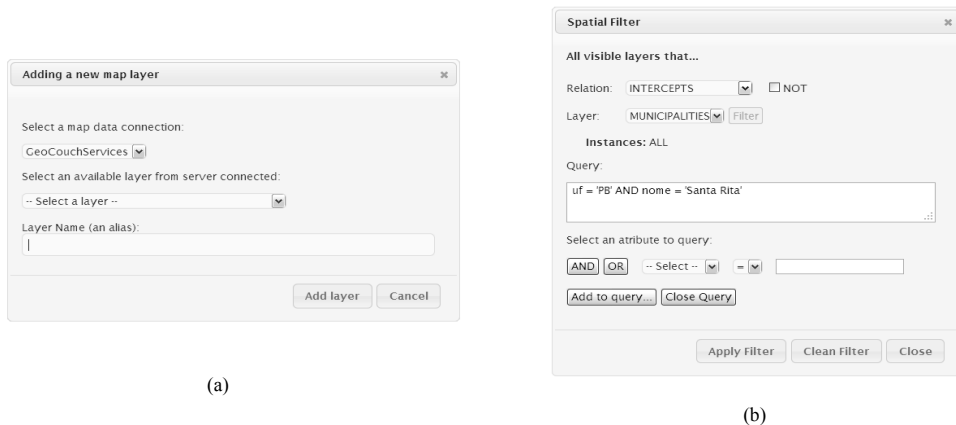 Adding a new map layer
Select a map data connection:
GeoCouchServices
Select an available layer from server connected:
-- Select a layer --
Layer Name (an alias):
Add layer Cancel
(a)
Spatial Filter
All visible layers that...
Relation: INTERCEPTS NOT
Layer: MUNICIPALITIES Filter
Instances: ALL
Query:
uf = 'PB' AND nome = 'Santa Rita'
Select an atribute to query:
AND OR -- Select -- =
Add to query... Close Query
Apply Filter Clean Filter Close
(b)